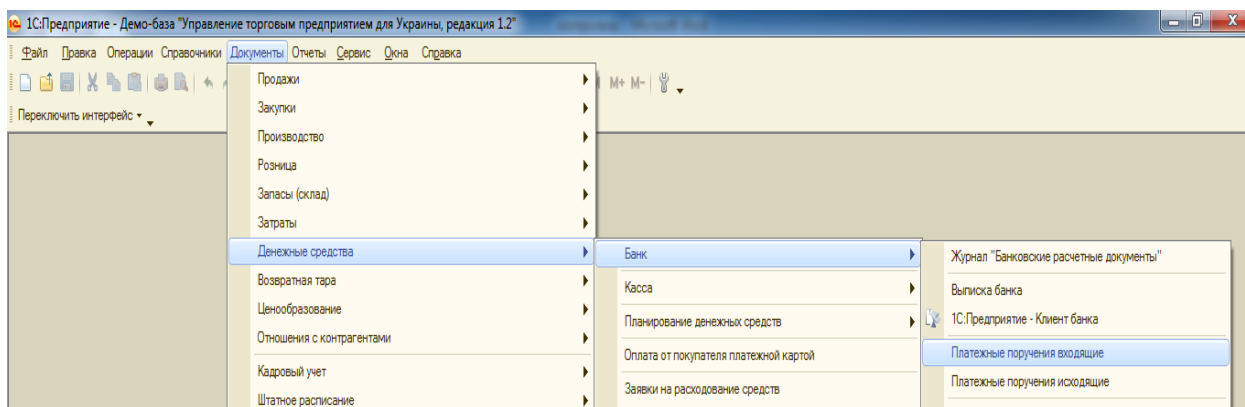 1С:Предприятие - Демо-база "Управление торговым предприятием для Украины, редакция 1.2"
Файл Правка Операции Справочники Документы Отчеты Сервис Окна Справка
M+ M-
Переключить интерфейс
Продажи
Закупки
Производство
Розница
Запасы (склад)
Затраты
Денежные средства
Возвратная тара
Ценообразование
Отношения с контрагентами
Кадровый учет
Штатное расписание
Банк
Касса
Планирование денежных средств
Оплата от покупателя платежной картой
Заявки на расходование средств
Журнал "Банковские расчетные документы"
Выписка банка
1С:Предприятие - Клиент банка
Платежные поручения входящие
Платежные поручения исходящие